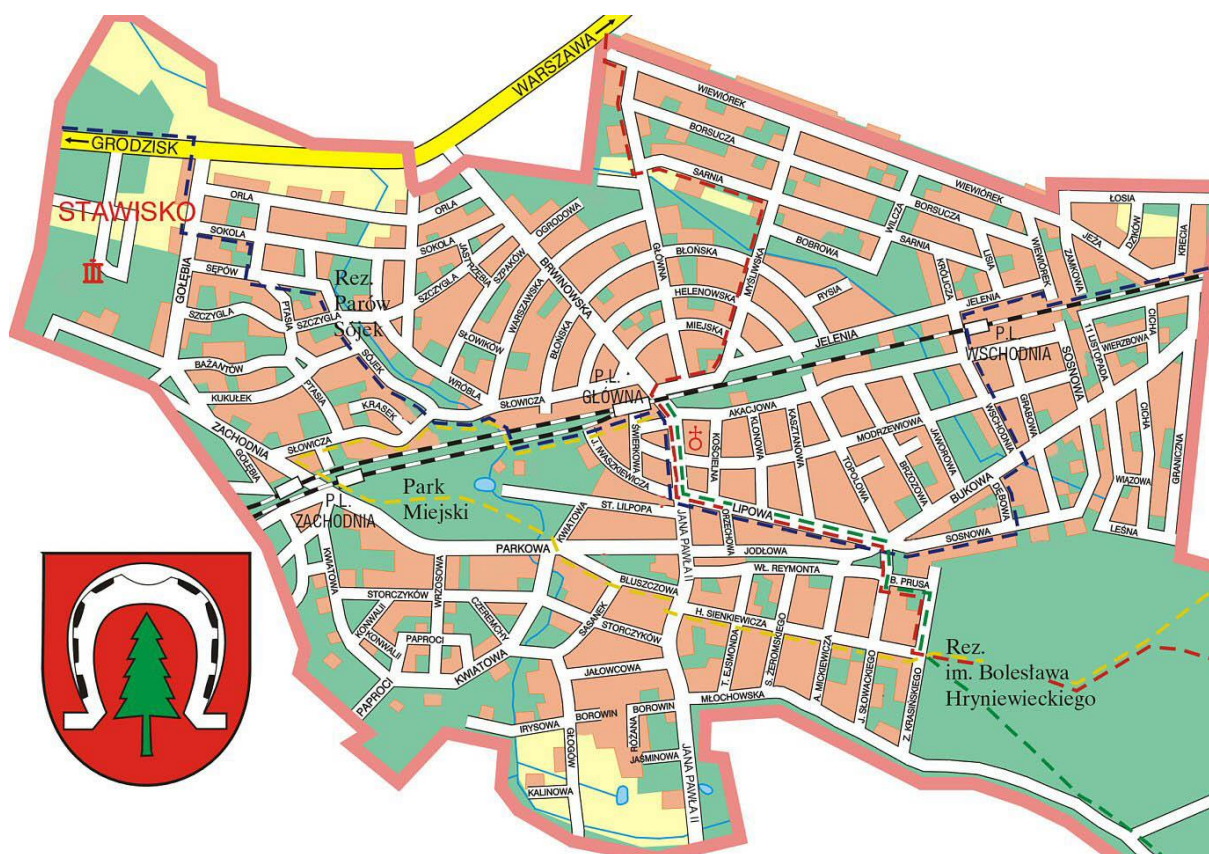 WARSZAWA
GRODZISK
STAWISKO
ORLA
ORLA
SOKOLA
SOKOLA
SĘPÓW
GOŁĘBIA
SZCZYGLA
PTASIA
SZCZYGLA
SZCZYGLA
Rez.
Parów
Sójek
SÓJEK
JASTRZĘBIA
SZPAKÓW
OGRODOWA
WARSZAWSKA
BŁOŃSKA
SŁOWIKÓW
WRÓBLA
BRWINOWSKA
BAŻANTÓW
KUKUŁEK
PTASIA
KRASEK
SŁOWICZA
SŁOWICZA
ZACHODNIA
GOŁĘBIA
P.L.
ZACHODNIA
P.L.
GŁÓWNA
P.L.
WSCHODNIA
WIEWIÓREK
BORSUCZA
SARNIA
GŁÓWNA
BŁOŃSKA
HELENOWSKA
MIEJSKA
MYŚLIWSKA
BOBROWA
RYSIA
WILCZA
WIEWIÓREK
BORSUCZA
SARNIA
KRÓLICZA
LISIA
WIEWIÓREK
ZAMKOWA
JEŻA
ŁOSIA
DZIKÓW
KRECIA
JELENIA
JELENIA
AKACJOWA
KOŚCIELNA
KLONOWA
KASZTANOWA
MODRZEWIOWA
TOPOLOWA
BRZOZOWA
JAWOROWA
WSCHODNIA
GRABOWA
SOSNOWA
11 LISTOPADA
WIERZBOWA
CICHA
CICHA
GRANICZNA
WIĄZOWA
LEŚNA
BUKOWA
DĘBOWA
SOSNOWA
ŚWIERKOWA
J. IWASZKIEWICZA
ST. LILPOPA
LIPOWA
ORZECHOWA
JODŁOWA
JANA PAWŁA II
WŁ. REYMONTA
B. PRUSA
Park
Miejski
KWIATOWA
PARKOWA
KWIATOWA
WRZOSOWA
STORCZYKÓW
KONWALII
KONWALII
PAPROCI
PAPROCI
CZEREMCHY
KWIATOWA
SASANEK
STORCZYKÓW
BLUSZCZOWA
H. SIENKIEWICZA
JAŁOWCOWA
T. EJSMONDA
S. ŻEROMSKIEGO
A. MICKIEWICZA
J. SŁOWACKIEGO
Z. KRASIŃSKIEGO
MŁOCHOWSKA
Rez.
im. Bolesława
Hryniewieckiego
IRYSOWA
BOROWIN
BOROWIN
GŁOGÓW
RÓŻANA
JAŚMINOWA
KALINOWA
JANA PAWŁA II